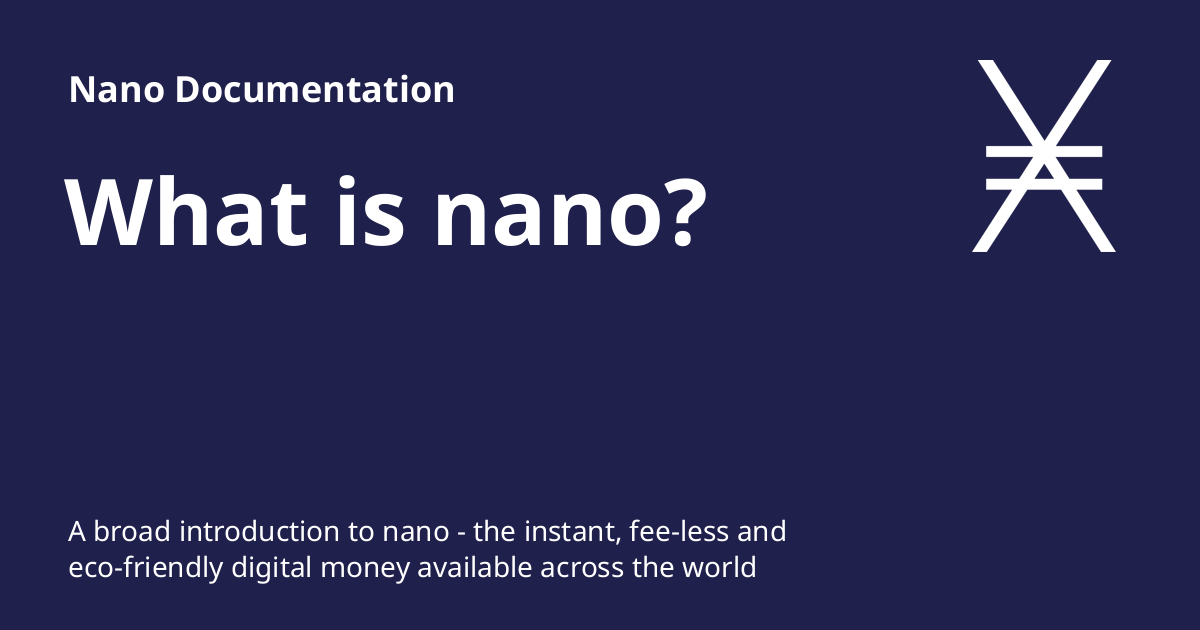 Nano Documentation
What is nano?
A broad introduction to nano - the instant, fee-less and
eco-friendly digital money available across the world